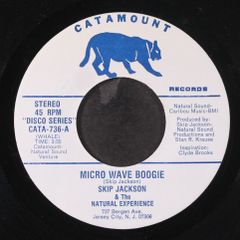 CATAMOUNT
RECORDS
STEREO
45 RPM
"DISCO SERIES"
CATA-736-A
(WHALE)
TIME: 3:35
Catamount-
Natural Sound
Venture
Natural Sound-
Caribou Music-BMI
Produced by
Skip Jackson-
Natural Productions
and Stan R. Krause
Inspiration:
Clyde Brooks
MICRO WAVE BOOGIE
(Skip Jackson)
SKIP JACKSON
& The
NATURAL EXPERIENCE
737 Bergen Ave.
Jersey City, N. J. 07306